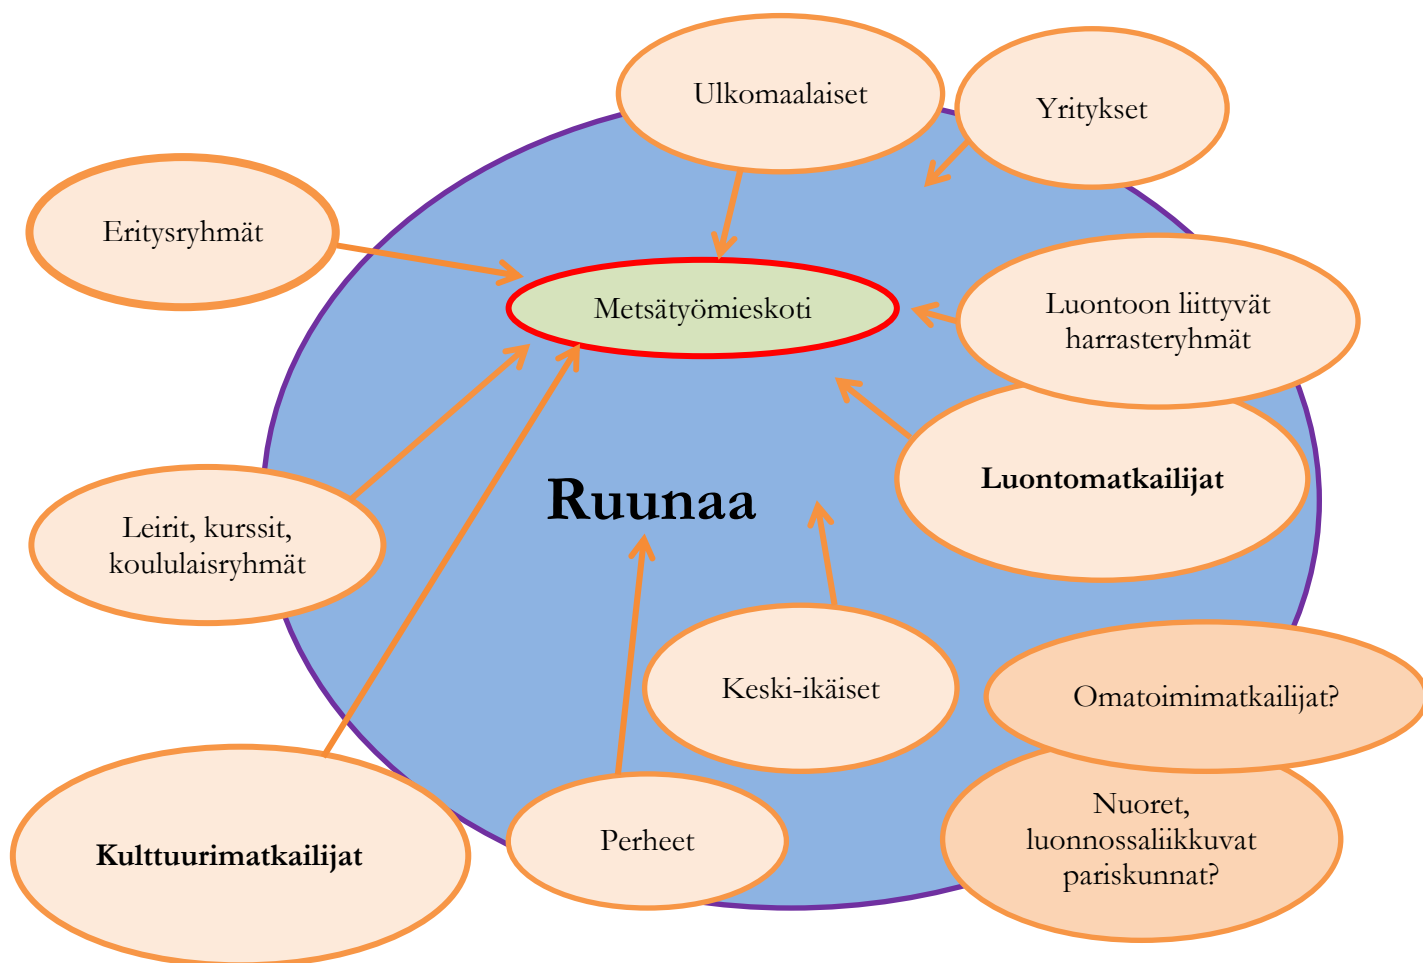 Ulkomaalaiset
Yritykset
Eritysryhmät
Metsätyömieskoti
Luontoon liittyvät
harrasteryhmät
Luontomatkailijat
Ruunaa
Leirit, kurssit,
koululaisryhmät
Keski-ikäiset
Omatoimimatkailijat?
Nuoret,
luonnossaliikkuvat
pariskunnat?
Perheet
Kulttuurimatkailijat